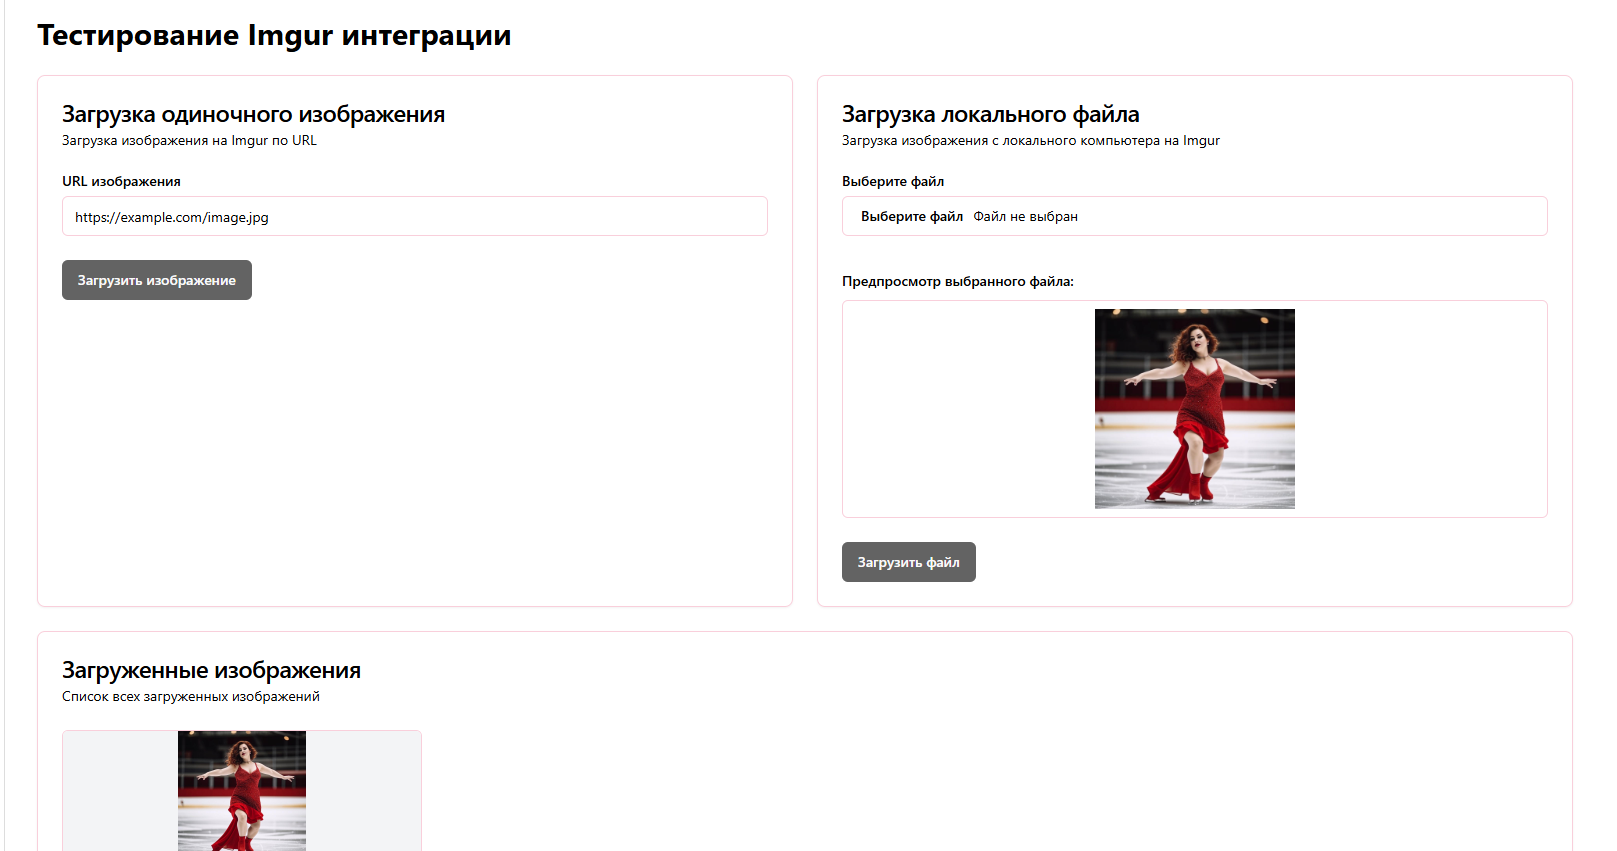 Тестирование Imgur интеграции
Загрузка одиночного изображения
Загрузка изображения на Imgur по URL
URL изображения
https://example.com/image.jpg
Загрузить изображение
Загрузка локального файла
Загрузка изображения с локального компьютера на Imgur
Выберите файл
Выберите файл Файл не выбран
Предпросмотр выбранного файла:
Загрузить файл
Загруженные изображения
Список всех загруженных изображений